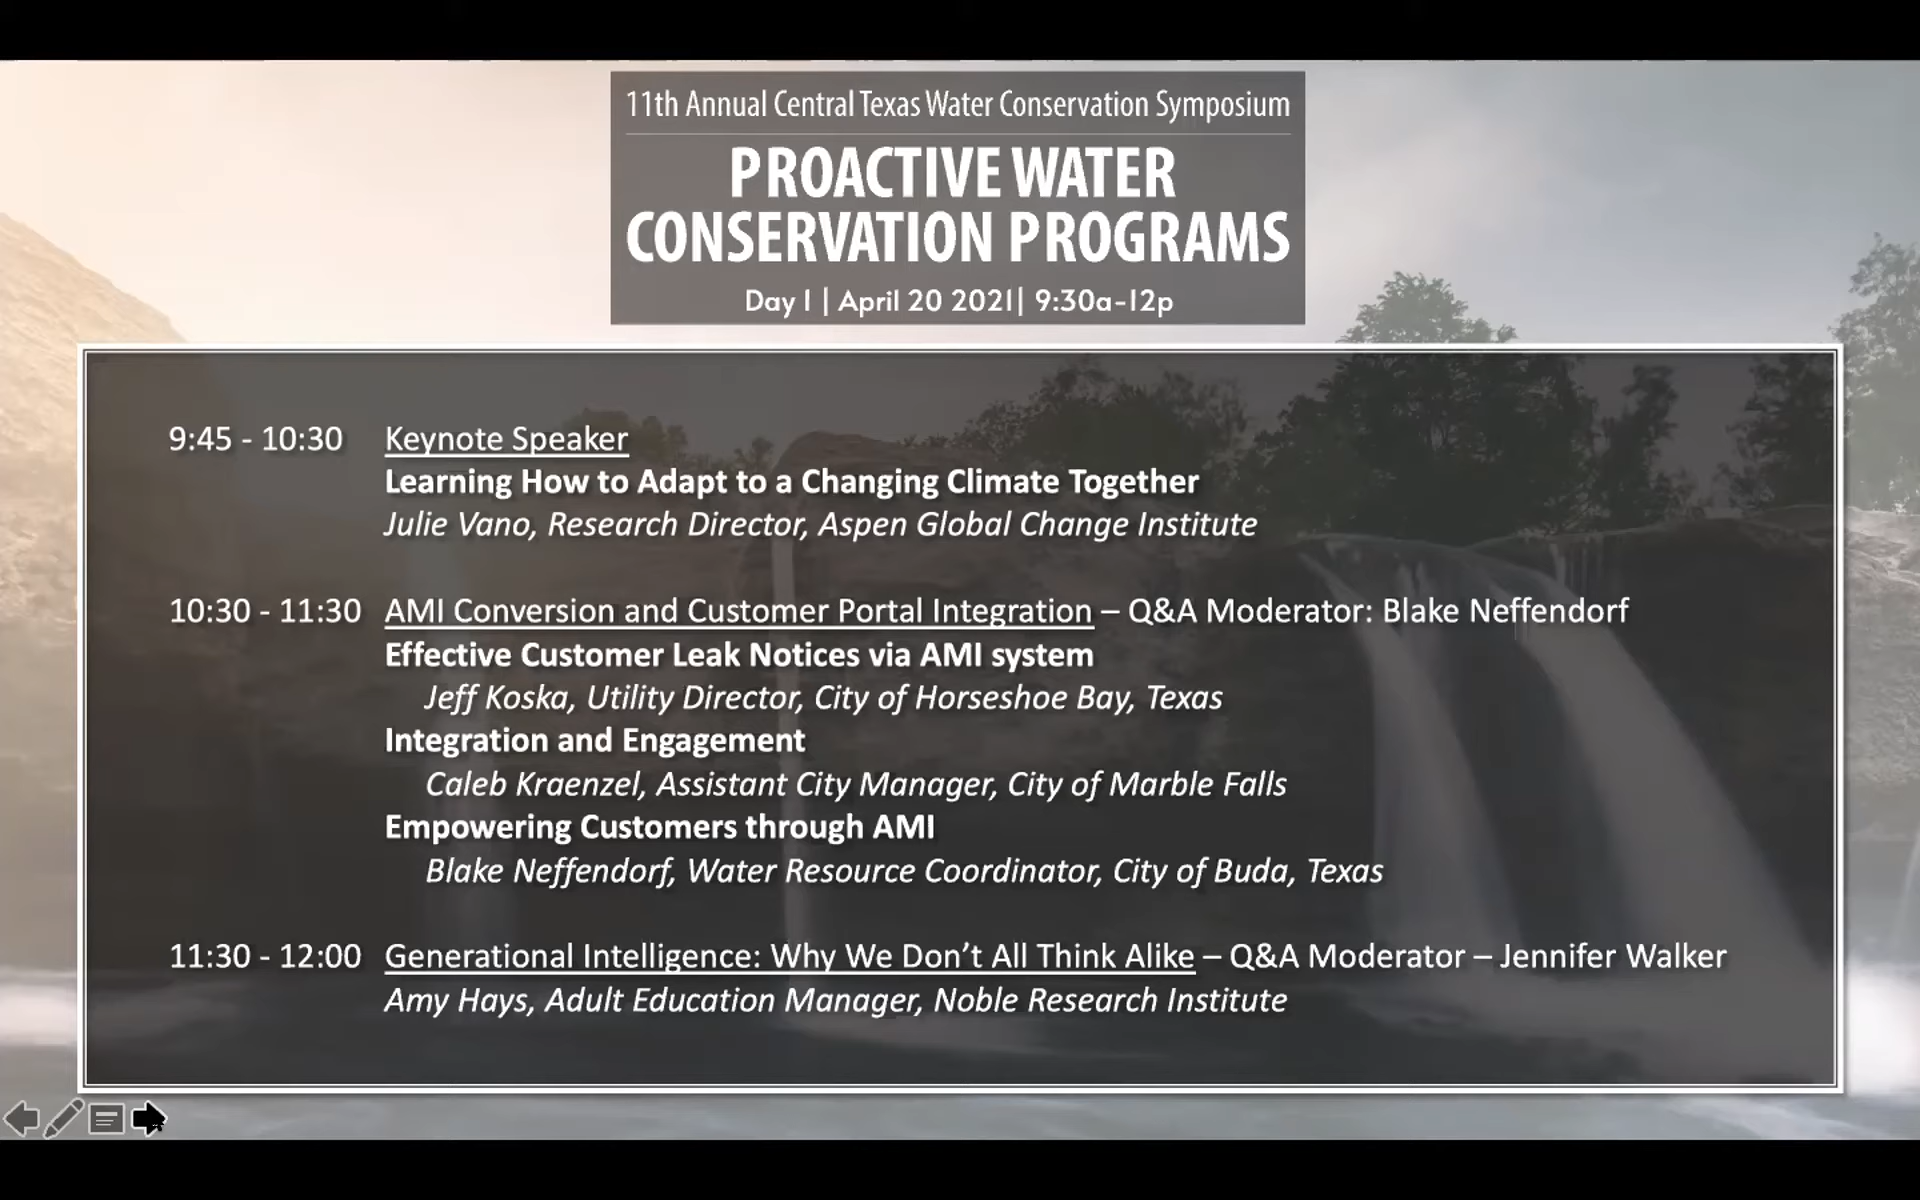 11th Annual Central Texas Water Conservation Symposium
PROACTIVE WATER
CONSERVATION PROGRAMS
Day 1 | April 20 2021| 9:30a-12p
9:45 - 10:30 Keynote Speaker
Learning How to Adapt to a Changing Climate Together
Julie Vano, Research Director, Aspen Global Change Institute
10:30 - 11:30 AMI Conversion and Customer Portal Integration – Q&A Moderator: Blake Neffendorf
Effective Customer Leak Notices via AMI system
Jeff Koska, Utility Director, City of Horseshoe Bay, Texas
Integration and Engagement
Caleb Kraenzel, Assistant City Manager, City of Marble Falls
Empowering Customers through AMI
Blake Neffendorf, Water Resource Coordinator, City of Buda, Texas
11:30 - 12:00 Generational Intelligence: Why We Don’t All Think Alike – Q&A Moderator – Jennifer Walker
Amy Hays, Adult Education Manager, Noble Research Institute